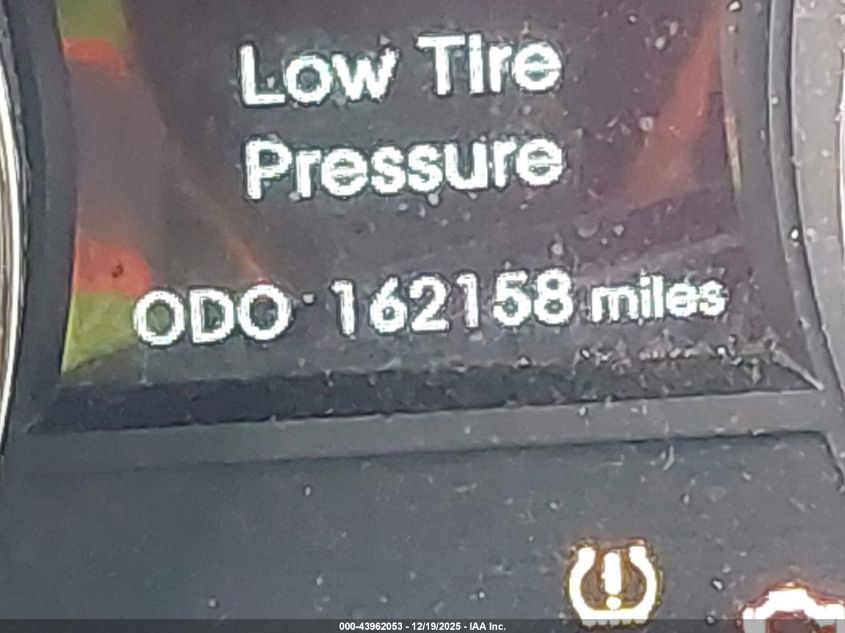 Low Tire
Pressure
ODO 162158 miles
000-43962053 - 12/19/2025 - IAA Inc.